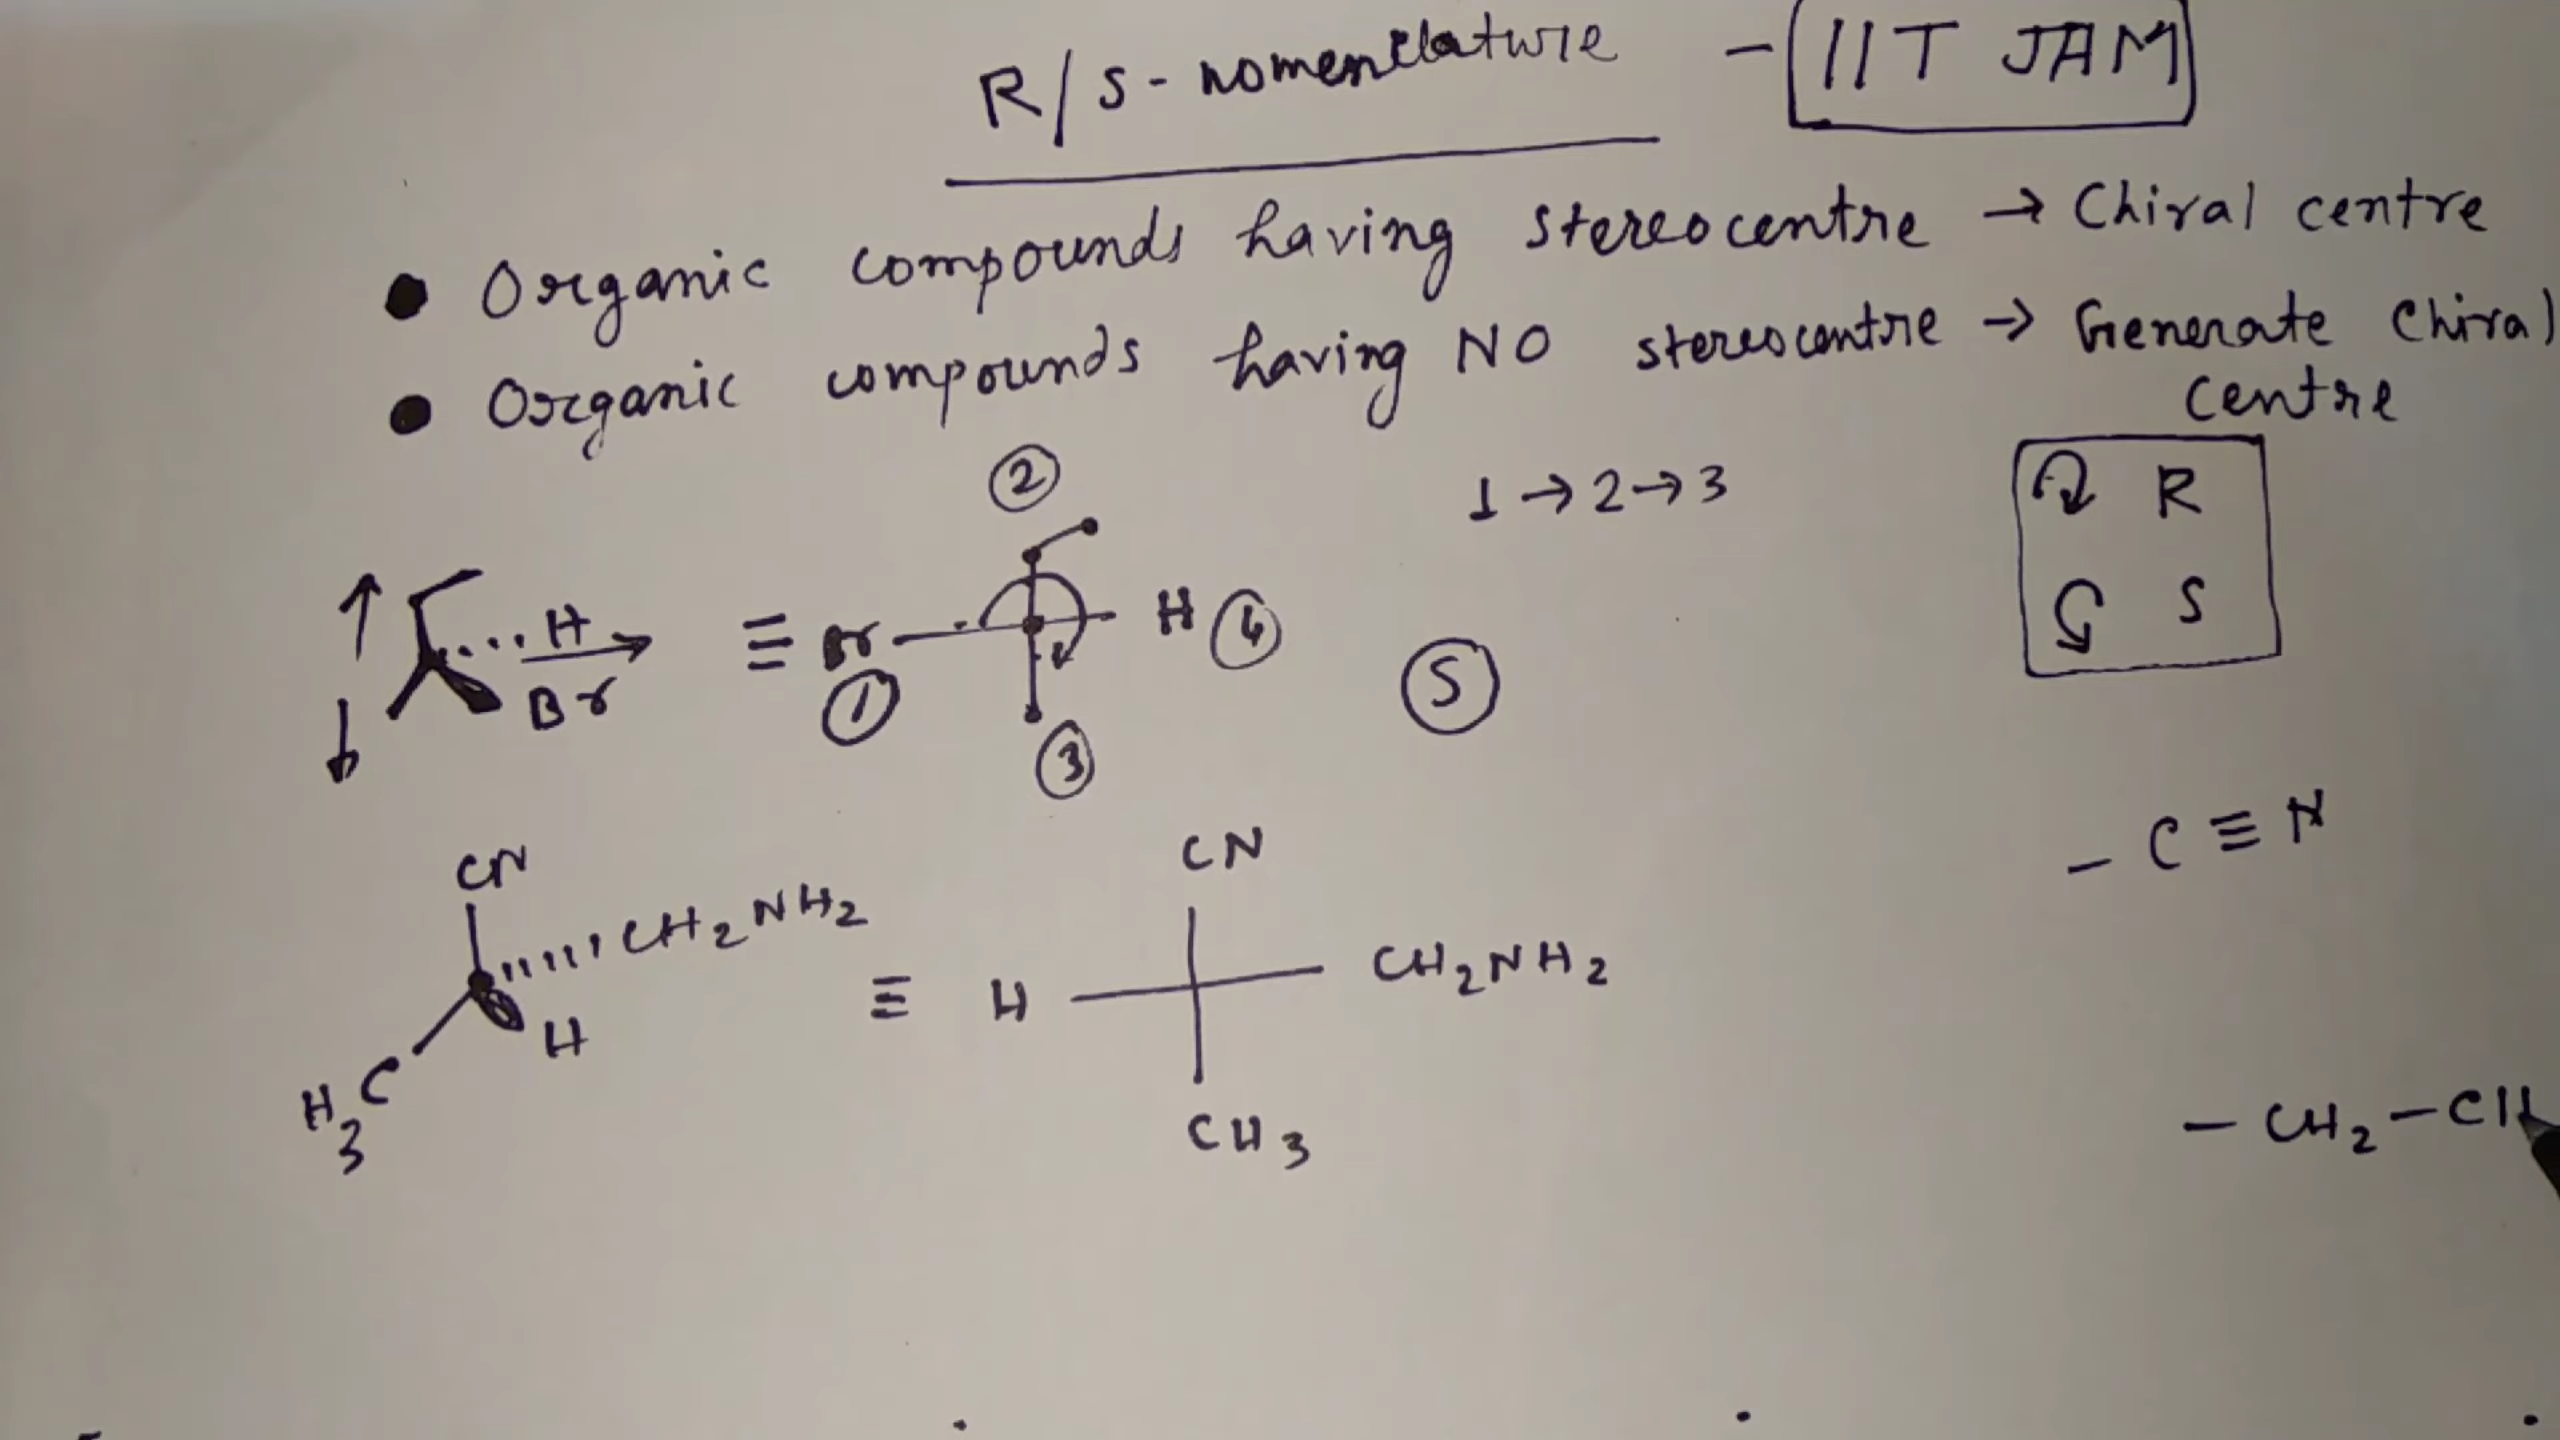 R/S-nomenclature - IIT JAM
● Organic compounds having stereocentre → Chiral centre
● Organic compounds having NO stereocentre → Generate Chiral
centre
② 1 → 2 → 3 R
H ≡ Br H ④ S
Br ① S
③
CN CN - C ≡ N
CH2NH2 ≡ H CH2NH2
H
H3C CH3 - CH2 - CH